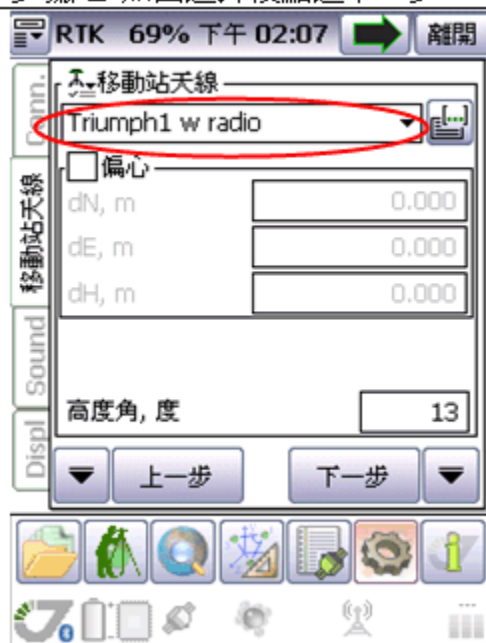 RTK 69% 下午 02:07 離開
Conn.
移動站天線
Sound
Displ
移動站天線
Triumph1 w radio
偏心
dN, m 0.000
dE, m 0.000
dH, m 0.000
高度角, 度 13
上一步 下一步